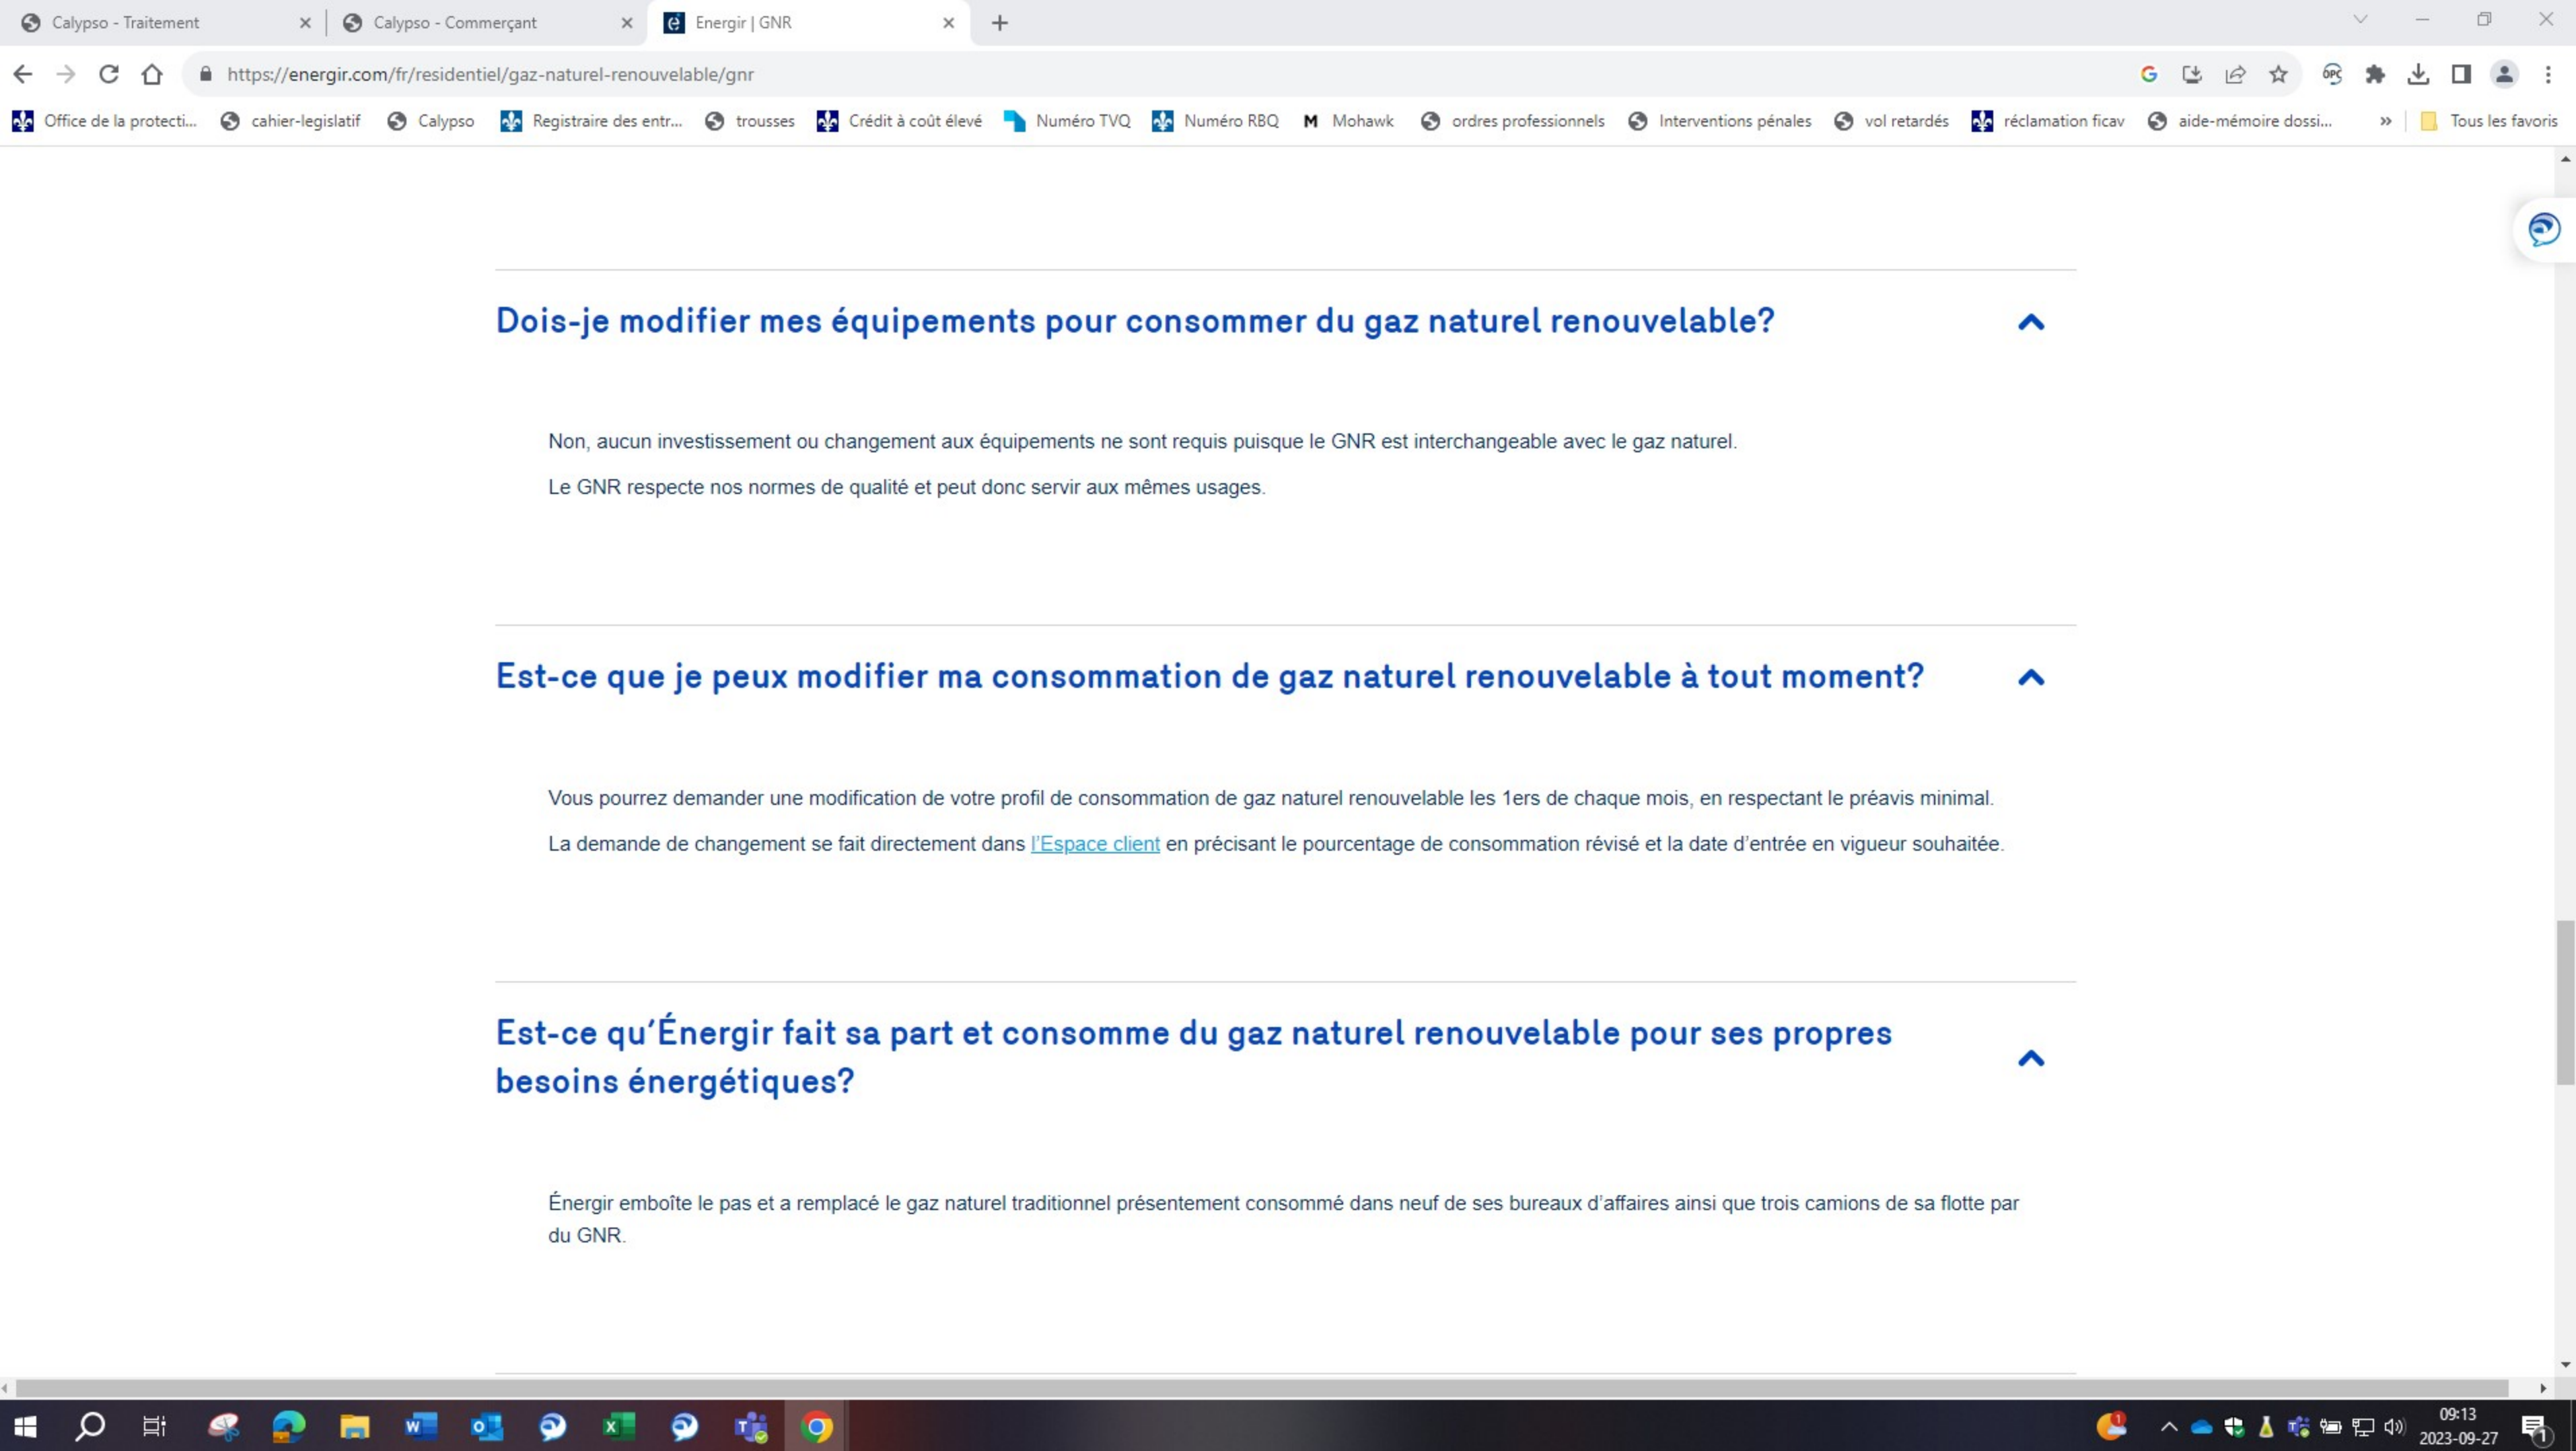 Calypso - Traitement
Calypso - Commerçant
Energir | GNR
https://energir.com/fr/residentiel/gaz-naturel-renouvelable/gnr
Office de la protecti... cahier-legislatif Calypso Registraire des entr... trousses Crédit à coût élevé Numéro TVQ Numéro RBQ Mohawk ordres professionnels Interventions pénales vol retardés réclamation ficav aide-mémoire dossi... » Tous les favoris
Dois-je modifier mes équipements pour consommer du gaz naturel renouvelable?
Non, aucun investissement ou changement aux équipements ne sont requis puisque le GNR est interchangeable avec le gaz naturel.
Le GNR respecte nos normes de qualité et peut donc servir aux mêmes usages.
Est-ce que je peux modifier ma consommation de gaz naturel renouvelable à tout moment?
Vous pourrez demander une modification de votre profil de consommation de gaz naturel renouvelable les 1ers de chaque mois, en respectant le préavis minimal.
La demande de changement se fait directement dans l'Espace client en précisant le pourcentage de consommation révisé et la date d'entrée en vigueur souhaitée.
Est-ce qu'Énergir fait sa part et consomme du gaz naturel renouvelable pour ses propres
besoins énergétiques?
Énergir emboîte le pas et a remplacé le gaz naturel traditionnel présentement consommé dans neuf de ses bureaux d'affaires ainsi que trois camions de sa flotte par
du GNR.
09:13
2023-09-27